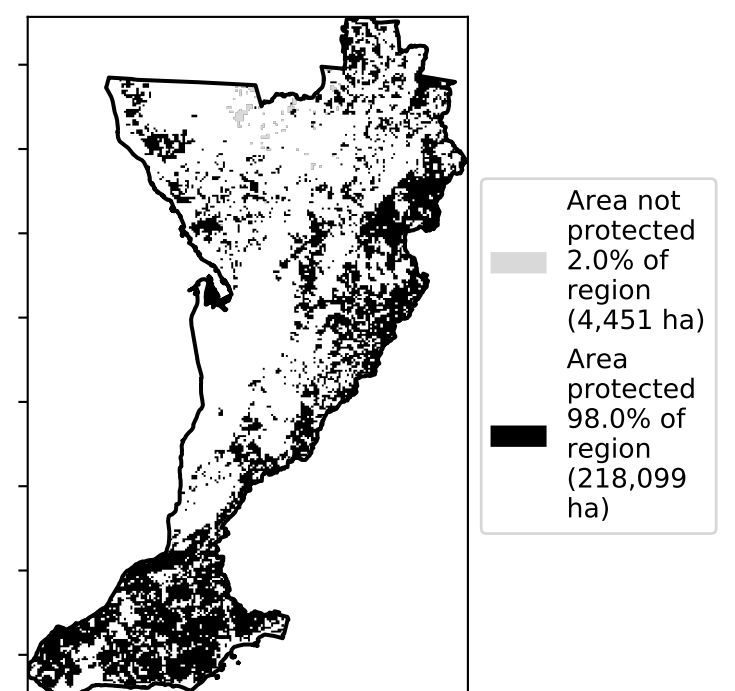 Area not
protected
2.0% of
region
(4,451 ha)
Area
protected
98.0% of
region
(218,099
ha)